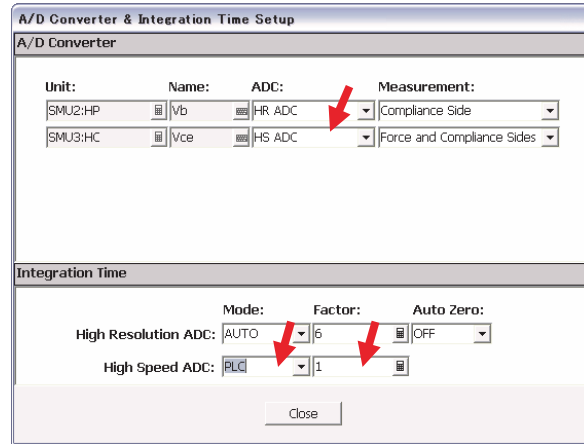 A/D Converter & Integration Time Setup
A/D Converter
Unit: Name: ADC: Measurement:
SMU2:HP Vb HR ADC Compliance Side
SMU3:HC Vce HS ADC Force and Compliance Sides
Integration Time
Mode: Factor: Auto Zero:
High Resolution ADC: AUTO 6 OFF
High Speed ADC: PLC 1
Close